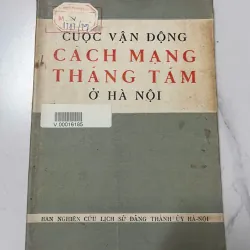 CUỘC VẬN ĐỘNG
CÁCH MẠNG
THÁNG TÁM
Ở HÀ NỘI
V.00018185
BAN NGHIÊN CỨU LỊCH SỬ ĐẢNG THÀNH ỦY HÀ-NỘI